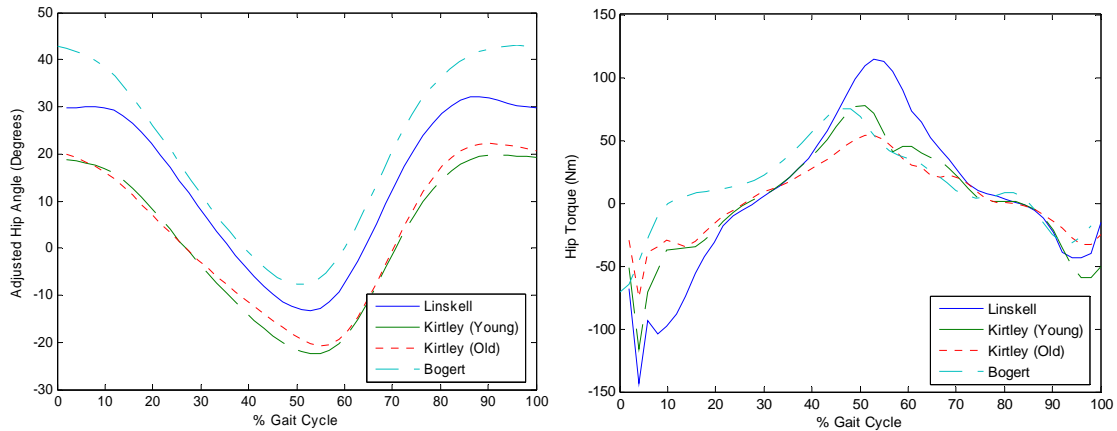 Adjusted Hip Angle (Degrees)
50
40
30
20
10
0
-10
-20
-30
0 10 20 30 40 50 60 70 80 90 100
% Gait Cycle
Linskell
Kirtley (Young)
Kirtley (Old)
Bogert
Hip Torque (Nm)
150
100
50
0
-50
-100
-150
0 10 20 30 40 50 60 70 80 90 100
% Gait Cycle
Linskell
Kirtley (Young)
Kirtley (Old)
Bogert